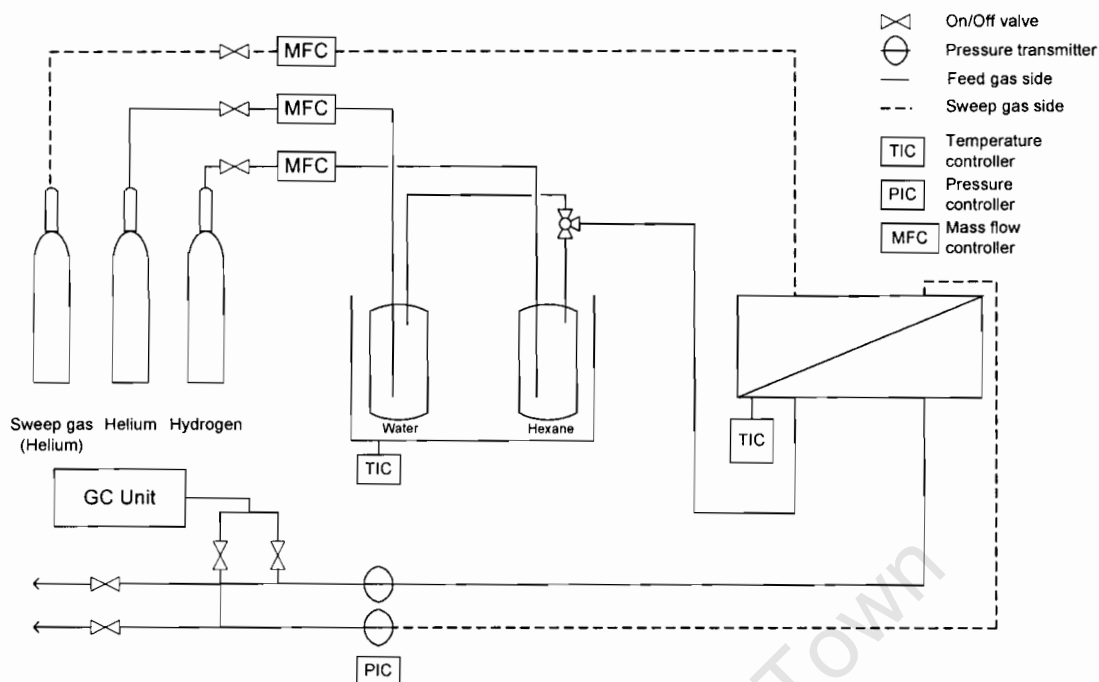 On/Off valve
MFC
Pressure transmitter
Feed gas side
MFC
Sweep gas side
TIC
Temperature
controller
MFC
PIC
Pressure
controller
MFC
Mass flow
controller
Sweep gas
(Helium)
Helium
Hydrogen
Water
Hexane
TIC
TIC
GC Unit
PIC
Town